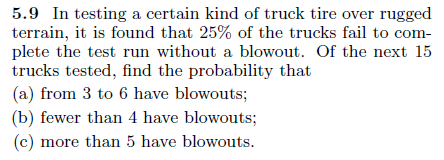 5.9 In testing a certain kind of truck tire over rugged
terrain, it is found that 25% of the trucks fail to com-
plete the test run without a blowout. Of the next 15
trucks tested, find the probability that
(a) from 3 to 6 have blowouts;
(b) fewer than 4 have blowouts;
(c) more than 5 have blowouts.